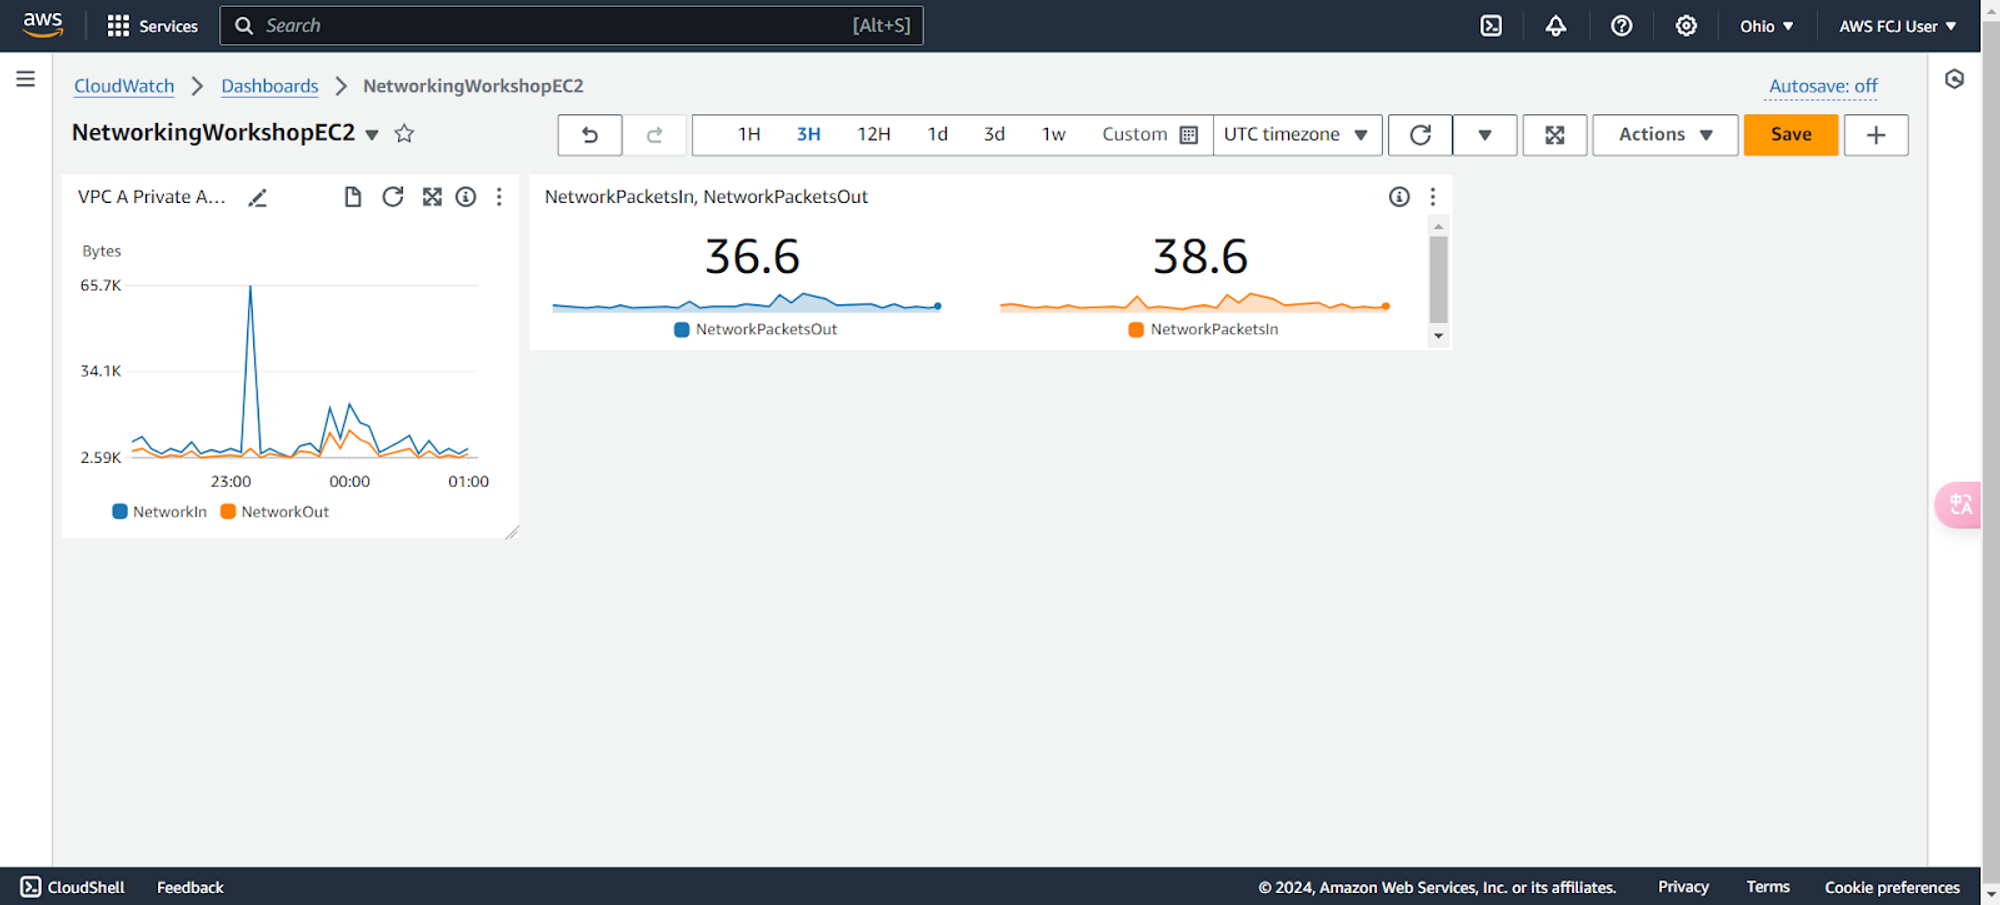 aws
Services
Search
[Alt+S]
Ohio
AWS FCJ User
CloudWatch
Dashboards
NetworkingWorkshopEC2
Autosave: off
NetworkingWorkshopEC2
1H
3H
12H
1d
3d
1w
Custom
UTC timezone
Actions
Save
VPC A Private A...
Bytes
65.7K
34.1K
2.59K
23:00
00:00
01:00
NetworkIn
NetworkOut
NetworkPacketsIn, NetworkPacketsOut
36.6
NetworkPacketsOut
38.6
NetworkPacketsIn
中
A
CloudShell
Feedback
© 2024, Amazon Web Services, Inc. or its affiliates.
Privacy
Terms
Cookie preferences